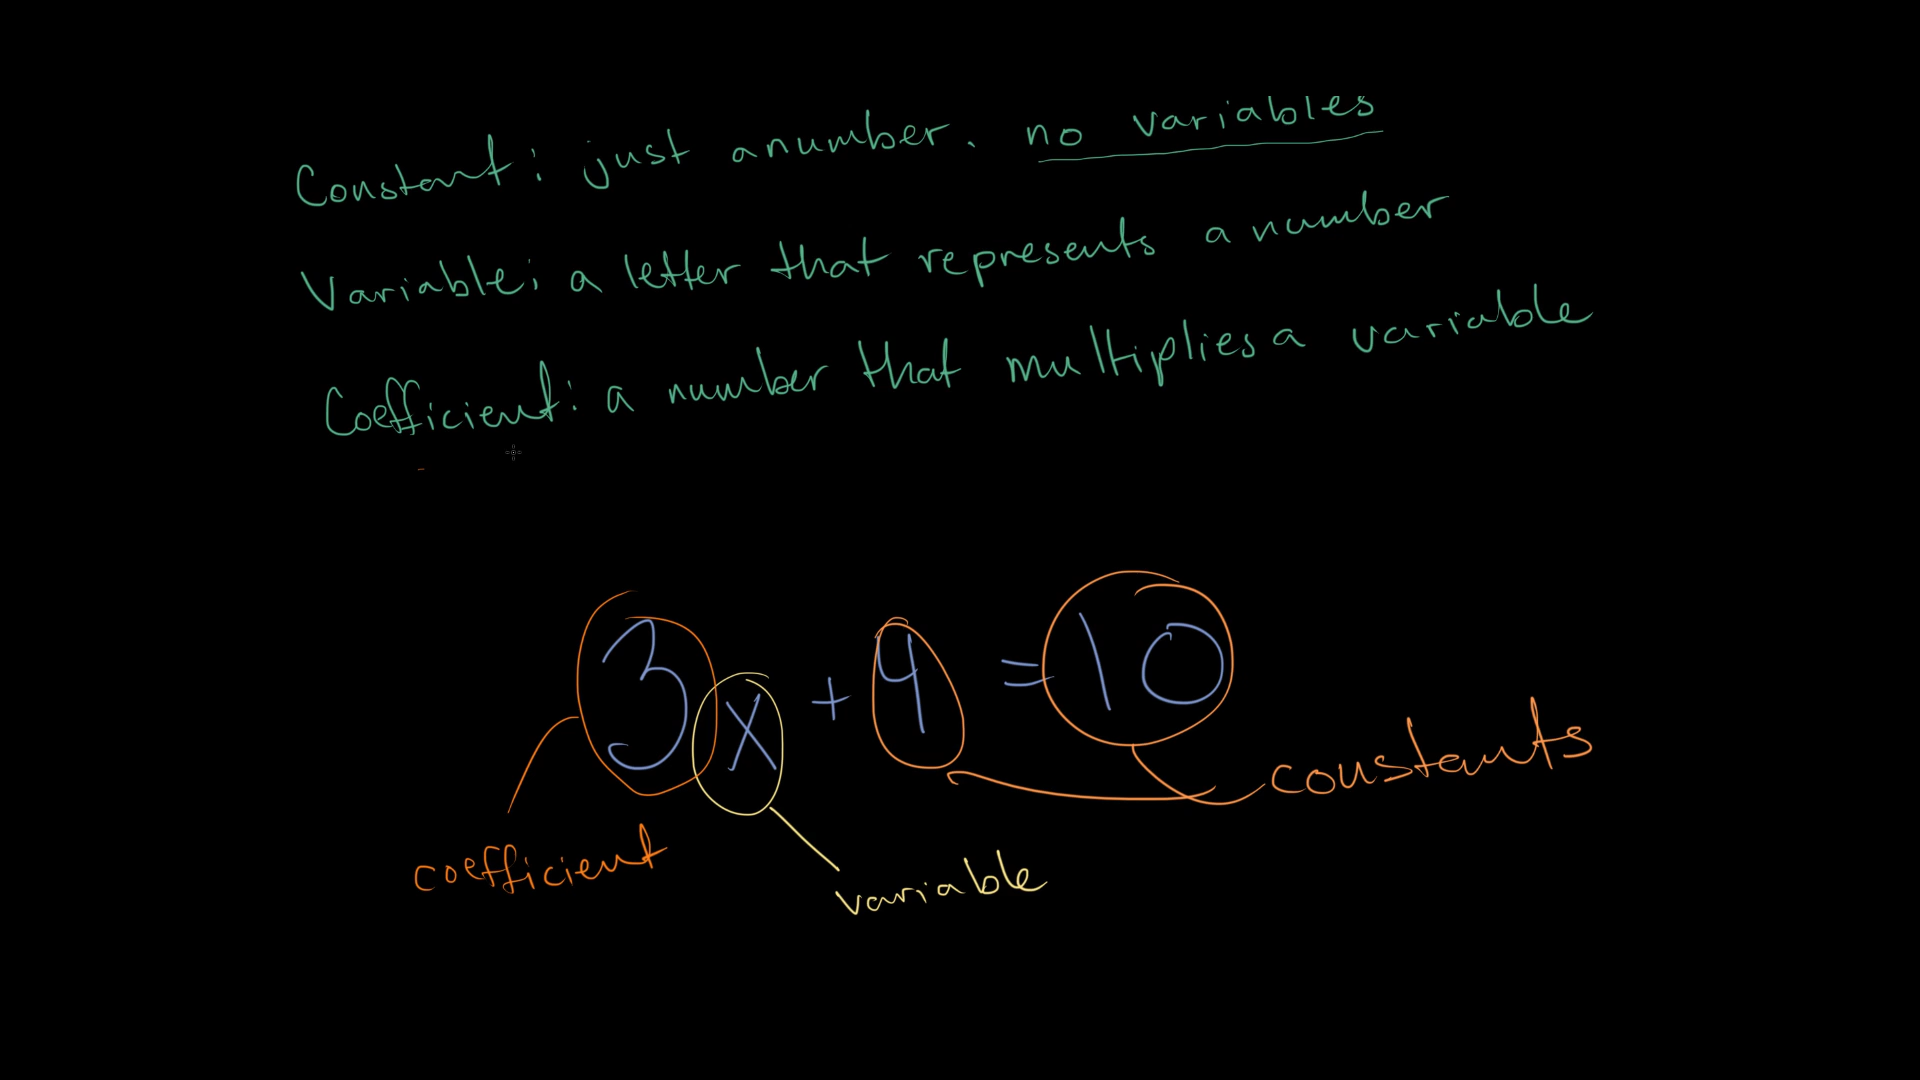 Constant: just a number. no variables
Variable: a letter that represents a number
Coefficient: a number that multiplies a variable
3x + 4 = 10
constants
coefficient
variable